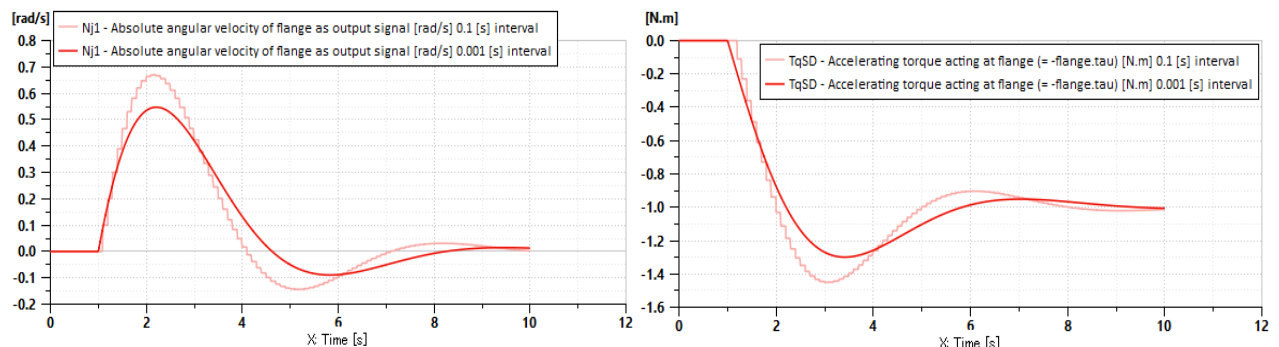 [rad/s]
Nj1 - Absolute angular velocity of flange as output signal [rad/s] 0.1 [s] interval
Nj1 - Absolute angular velocity of flange as output signal [rad/s] 0.001 [s] interval
0.8
0.7
0.6
0.5
0.4
0.3
0.2
0.1
0.0
-0.1
-0.2
0 2 4 6 8 10 12
X: Time [s]
[N.m]
TqSD - Accelerating torque acting at flange (= -flange.tau) [N.m] 0.1 [s] interval
TqSD - Accelerating torque acting at flange (= -flange.tau) [N.m] 0.001 [s] interval
0.0
-0.2
-0.4
-0.6
-0.8
-1.0
-1.2
-1.4
-1.6
0 2 4 6 8 10 12
X: Time [s]